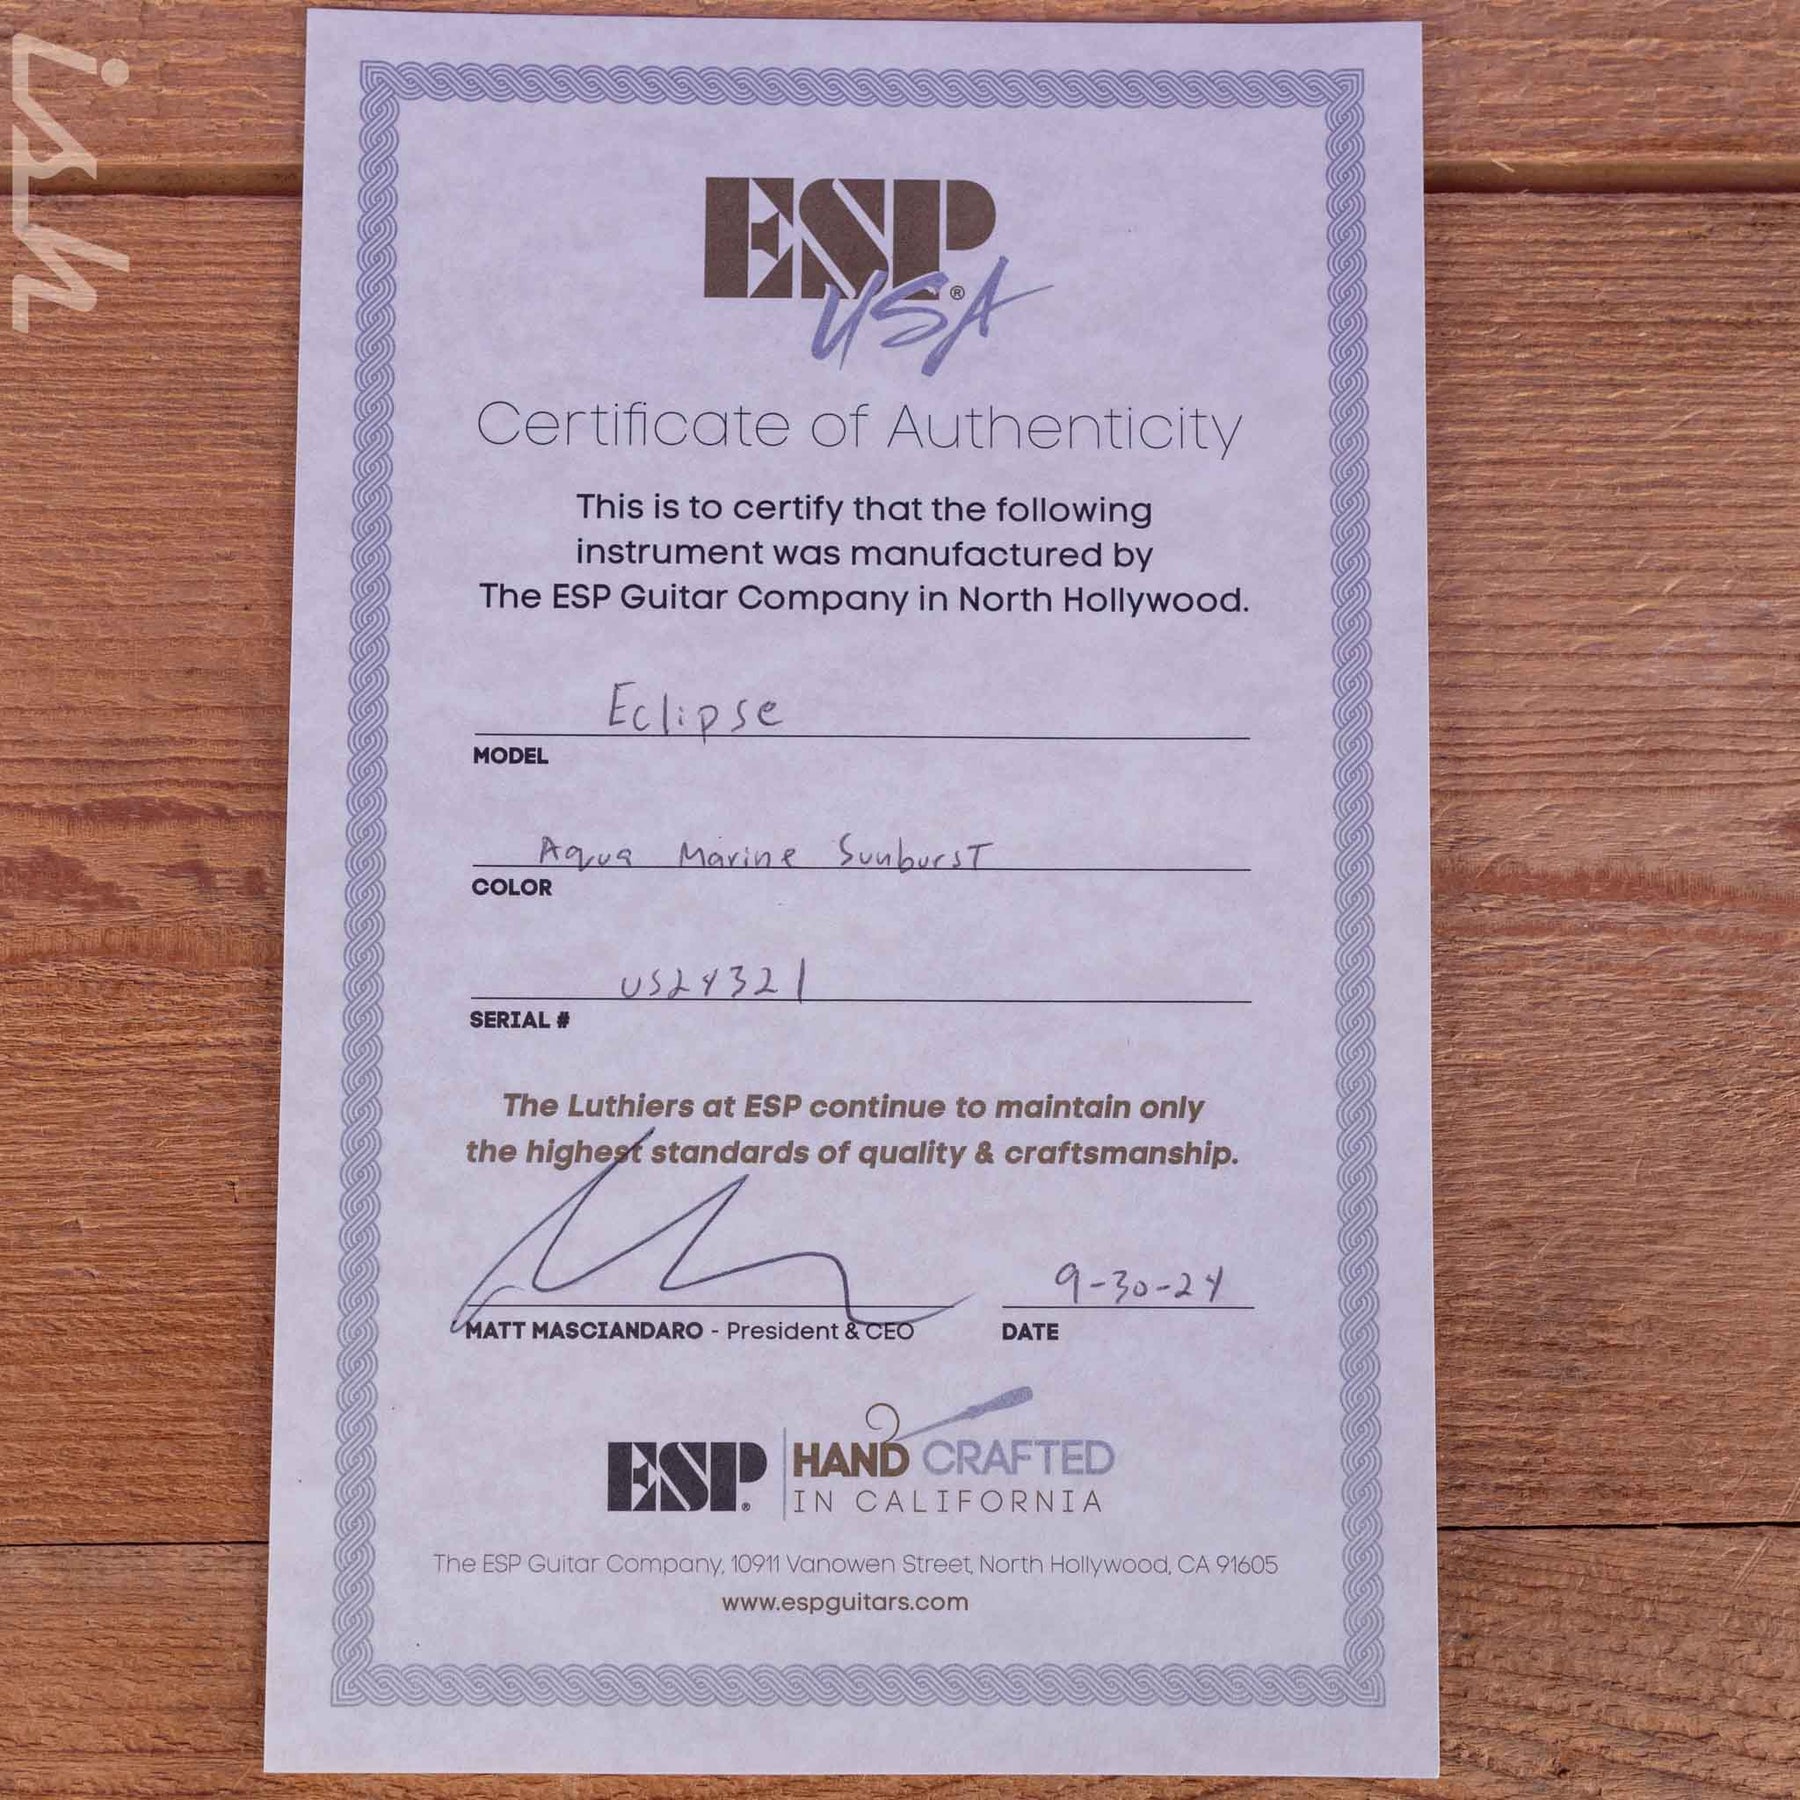 ish
ESP®
USA
Certificate of Authenticity
This is to certify that the following
instrument was manufactured by
The ESP Guitar Company in North Hollywood.
Eclipse
MODEL
Aqua Marine Sunburst
COLOR
US24321
SERIAL #
The Luthiers at ESP continue to maintain only
the highest standards of quality & craftsmanship.
9-30-24
MATT MASCIANDARO - President & CEO DATE
ESP® HAND CRAFTED
IN CALIFORNIA
The ESP Guitar Company, 10911 Vanowen Street, North Hollywood, CA 91605
www.espguitars.com